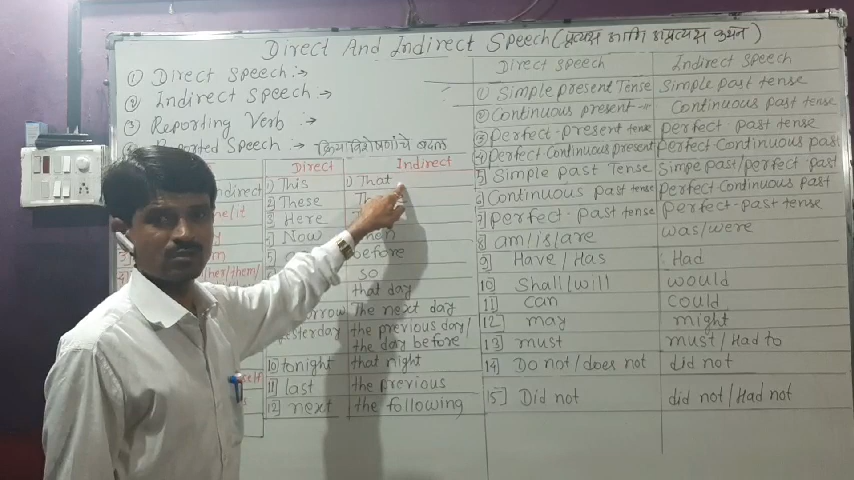 Direct And Indirect Speech (प्रत्यक्ष आणि अप्रत्यक्ष कथन)
① Direct Speech :→
② Indirect Speech :→
③ Reporting Verb :→
Speech :→ क्रियाविशेषणांचे बदल
Direct Indirect
1) This 1) That
2) These
3) Here
Now
before
so
that day
The next day
yesterday the previous day/
the day before
10) tonight that night
11) last the previous
12) next the following
Direct Speech Indirect Speech
① Simple present Tense Simple past tense
② Continuous present -"- Continuous past tense
③ perfect-present tense perfect-past tense
④ perfect-Continuous present perfect-Continuous past
5] Simple past Tense Simpe past/perfect-past
6] Continuous past tense perfect-Continuous past
7] perfect-past tense perfect-past tense
8] am/is/are was/were
9] Have/Has Had
10] Shall/will would
11] can could
12] may might
13] must must/Had to
14] Do not/does not did not
15] Did not did not/Had not